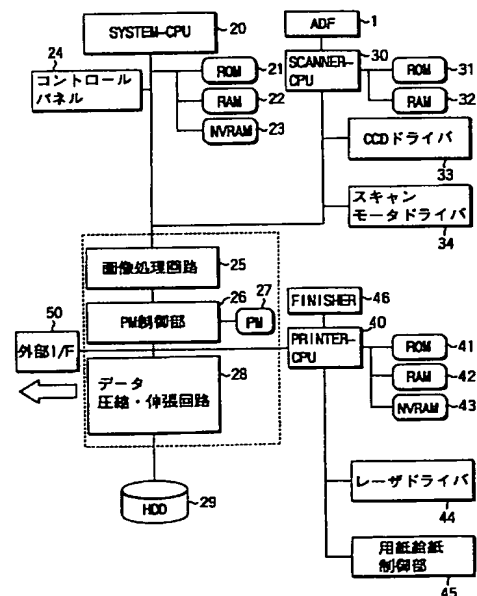 SYSTEM-CPU
20
ADF
1
24
コントロール
パネル
ROM
21
RAM
22
NVRAM
23
SCANNER-
CPU
30
ROM
31
RAM
32
CCDドライバ
33
スキャン
モータドライバ
34
画像処理回路
25
26
27
PM制御部
PM
50
外部I/F
データ
圧縮・伸張回路
28
HDD
29
FINISHER
46
40
PRINTER-
CPU
ROM
41
RAM
42
NVRAM
43
レーザドライバ
44
用紙給紙
制御部
45